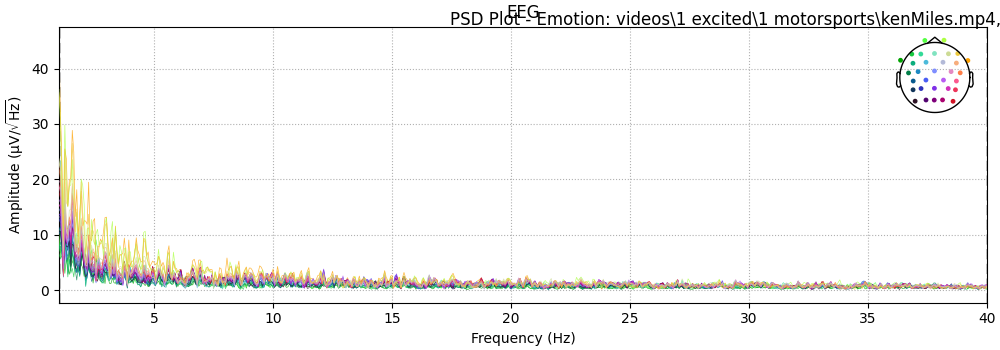 EEG
PSD Plot - Emotion: videos\1 excited\1 motorsports\kenMiles.mp4,
Amplitude (µV/√Hz)
40
30
20
10
0
5 10 15 20 25 30 35 40
Frequency (Hz)